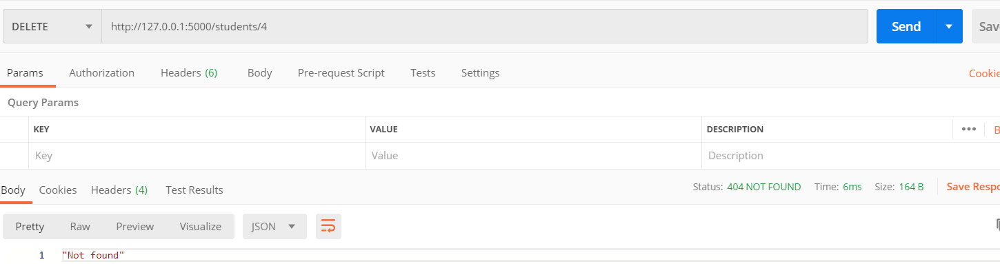 DELETE http://127.0.0.1:5000/students/4 Send Sav
Params Authorization Headers (6) Body Pre-request Script Tests Settings Cookie
Query Params
KEY VALUE DESCRIPTION ••• B
Key Value Description
Body Cookies Headers (4) Test Results Status: 404 NOT FOUND Time: 6ms Size: 164 B Save Respo
Pretty Raw Preview Visualize JSON
1 "Not found"